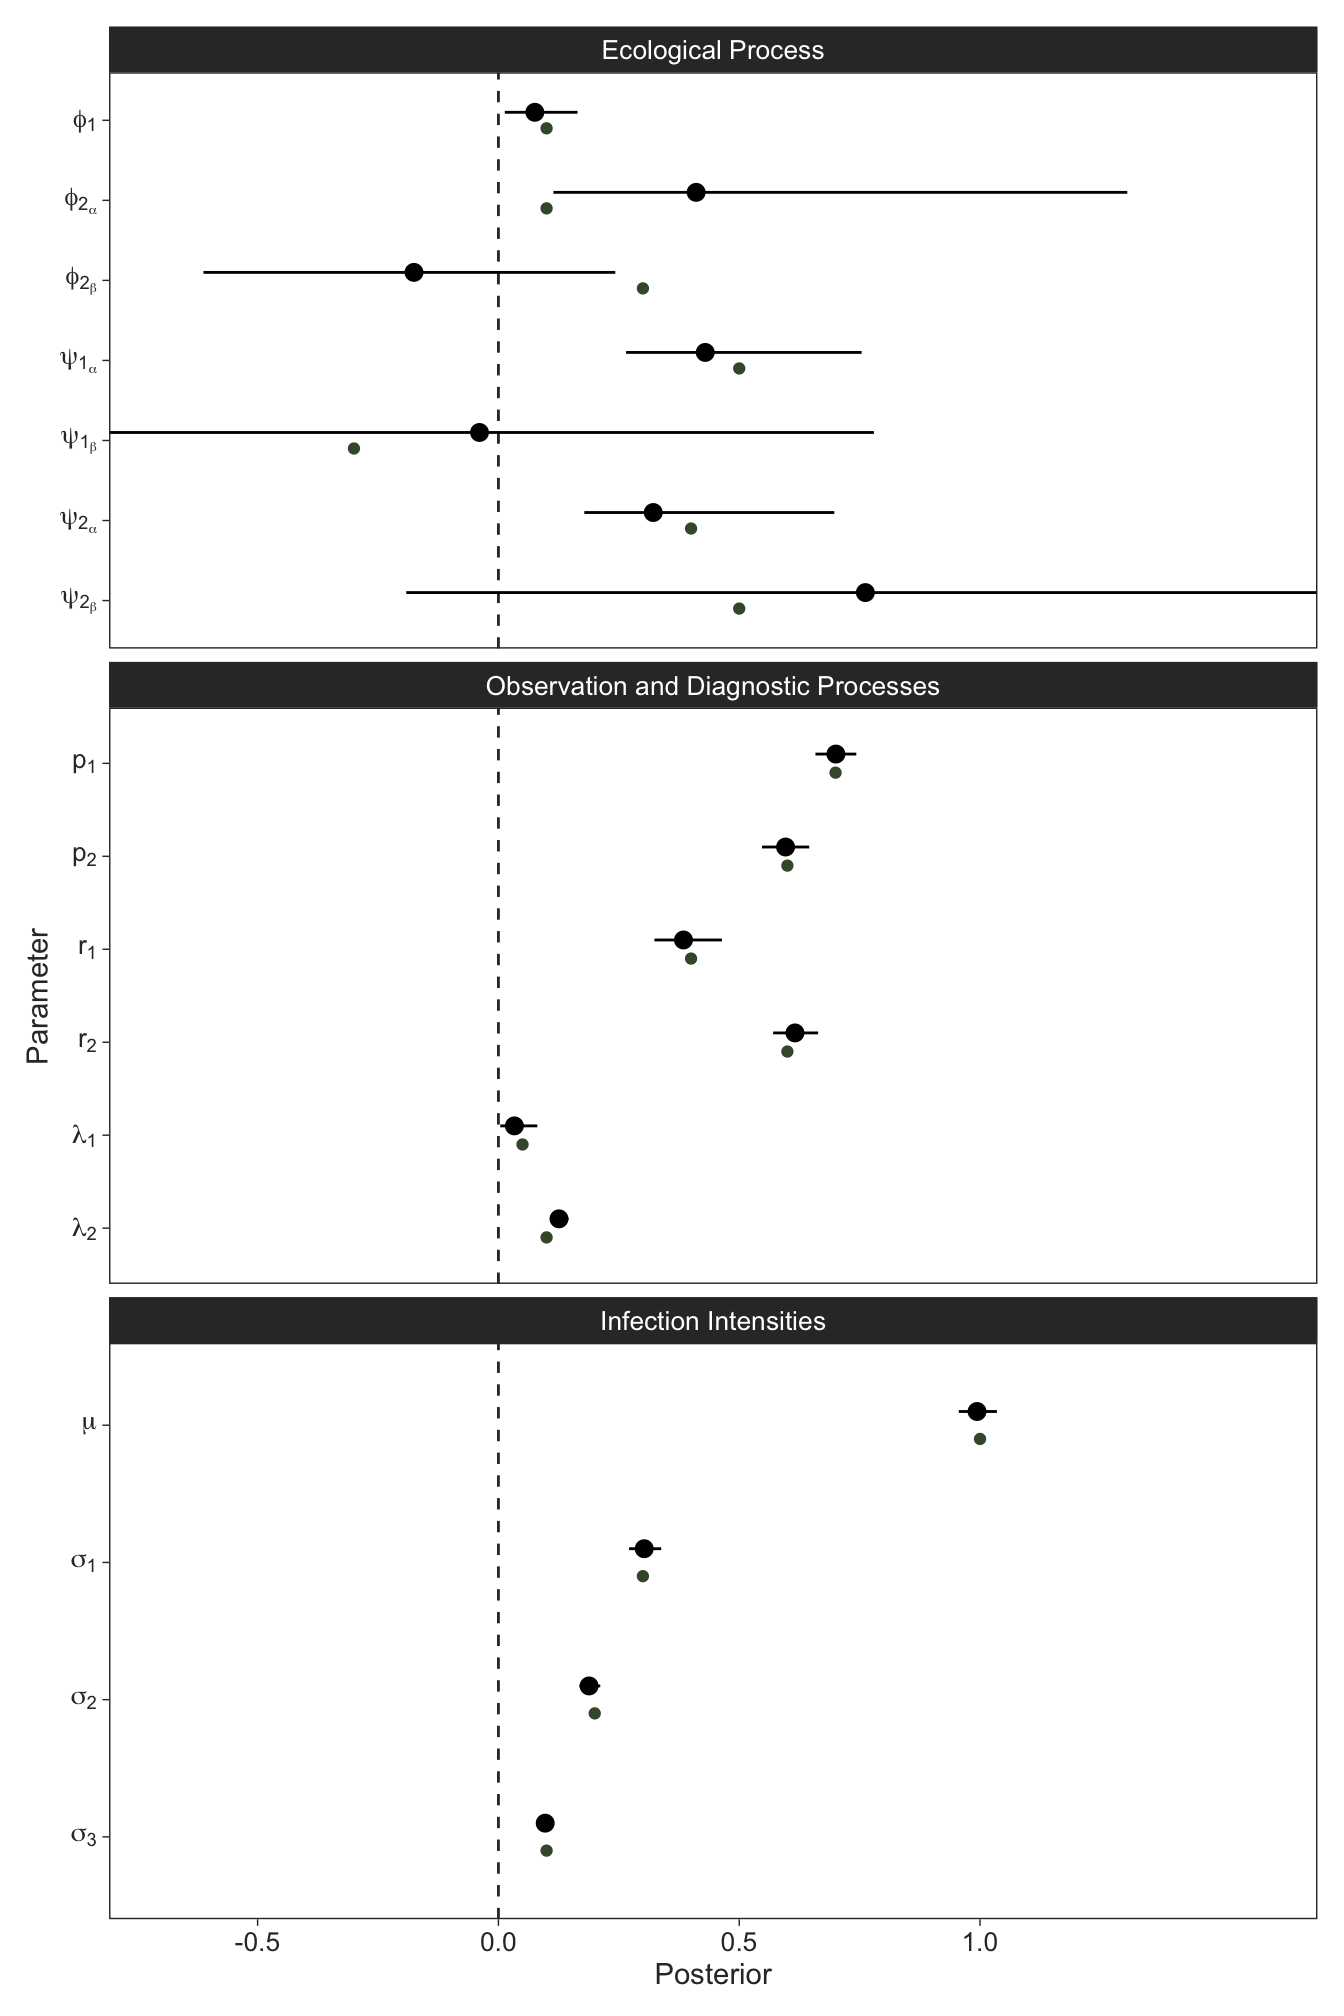 Ecological Process
ϕ1
ϕ2α
ϕ2β
ψ1α
ψ1β
ψ2α
ψ2β
Observation and Diagnostic Processes
p1
p2
r1
r2
λ1
λ2
Infection Intensities
μ
σ1
σ2
σ3
-0.5 0.0 0.5 1.0
Posterior
Parameter